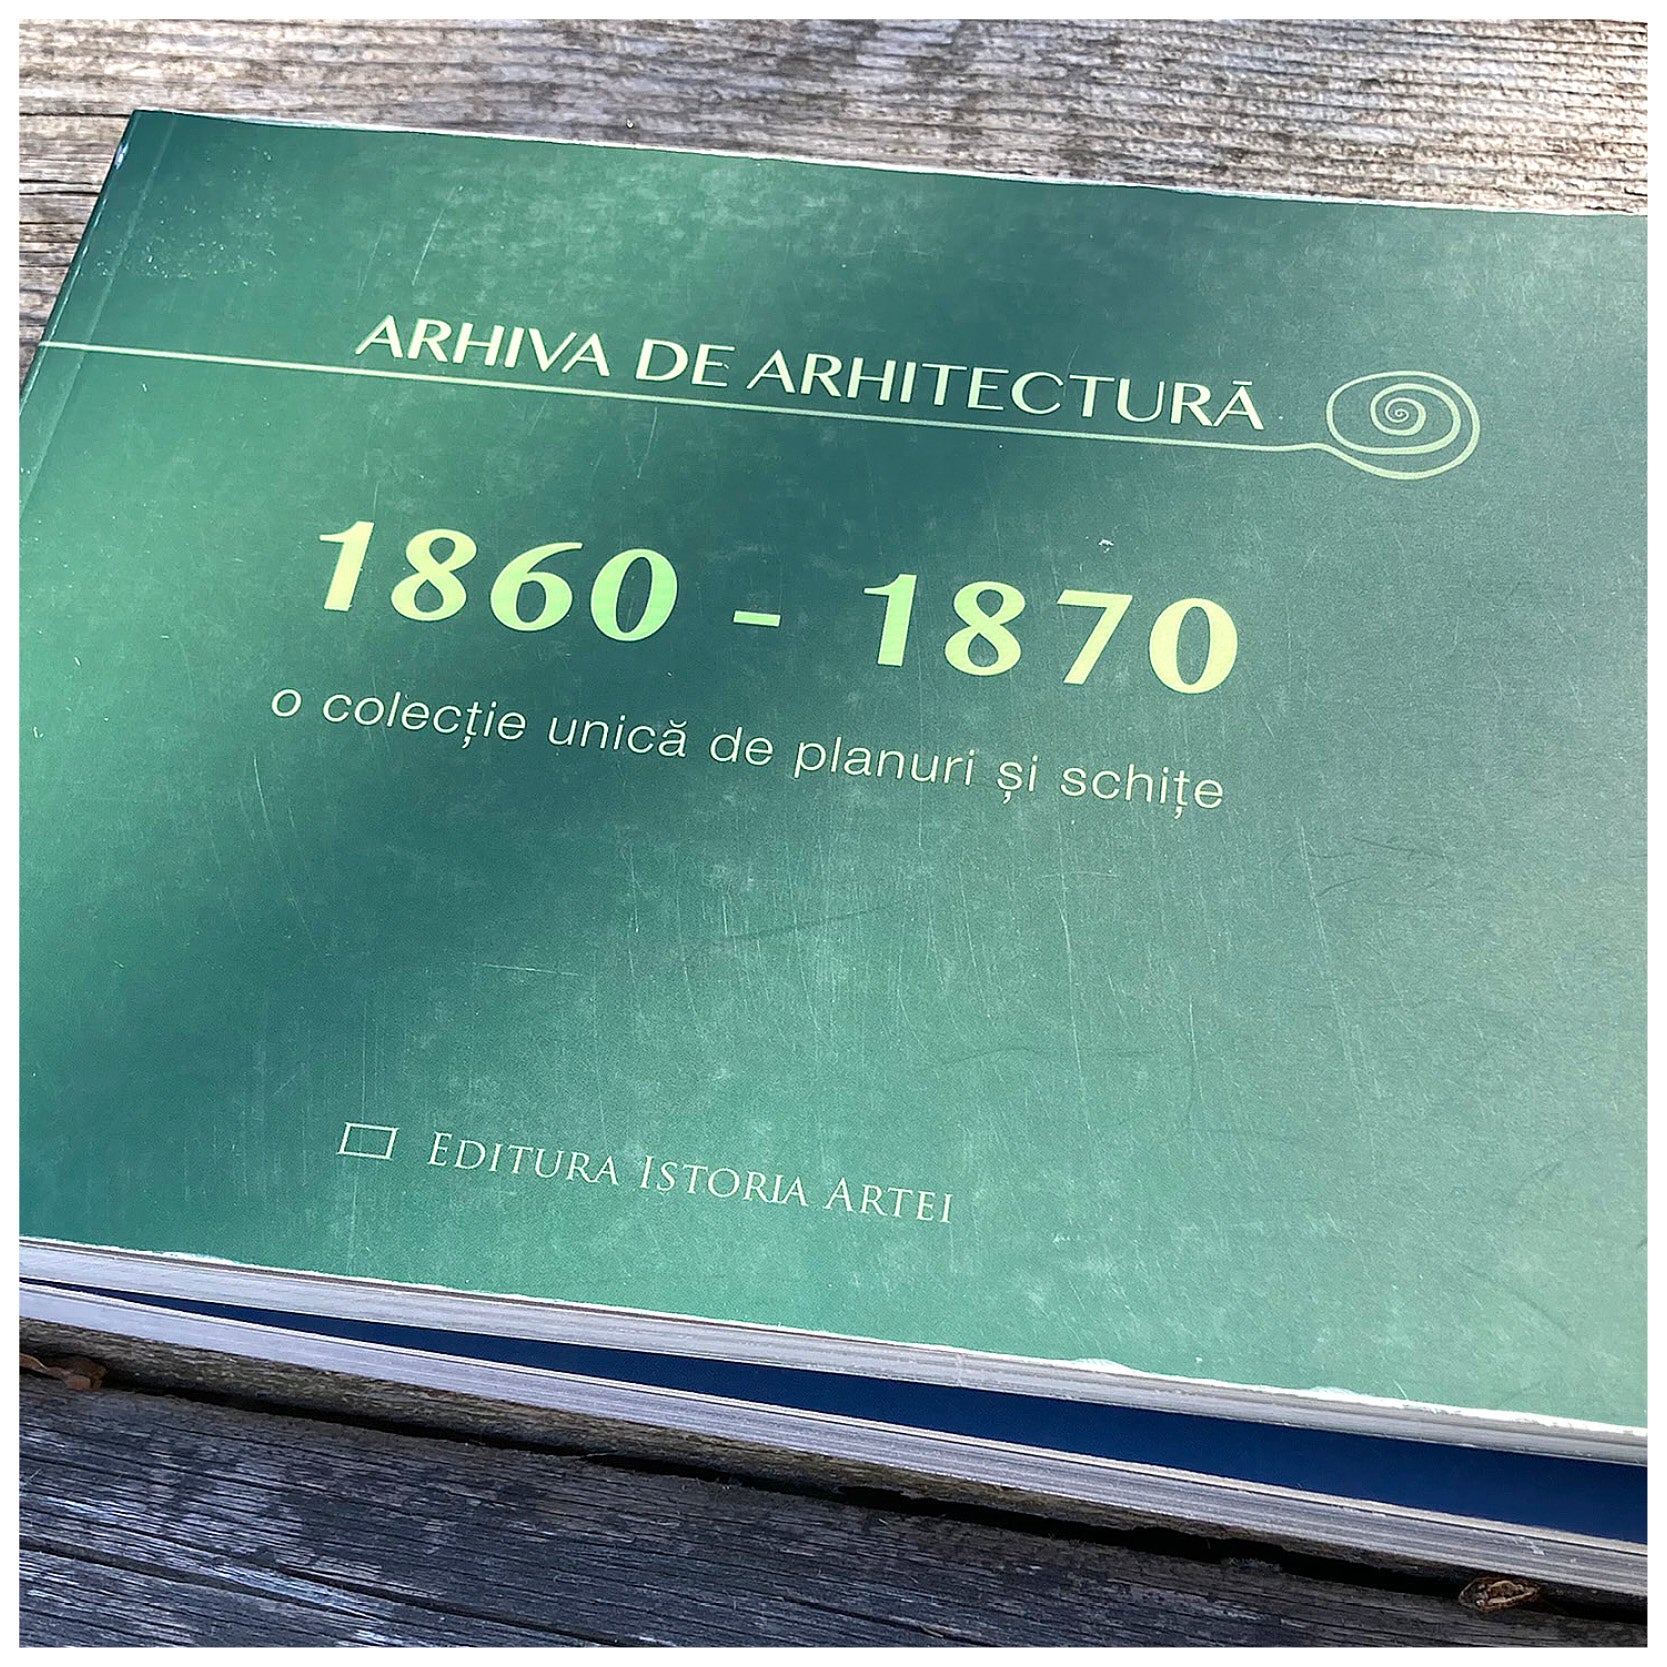 ARHIVA DE ARHITECTURĂ
1860 - 1870
o colecție unică de planuri și schițe
EDITURA ISTORIA ARTEI